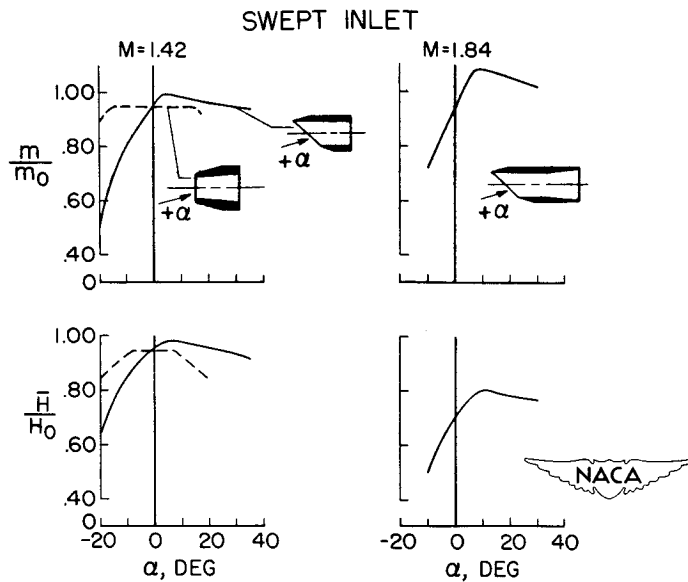 SWEPT INLET
M=1.42
M=1.84
1.00
.80
m/m0
.60
.40
0
+α
+α
+α
1.00
.80
H̄/H0
.60
.40
0
-20 0 20 40
α, DEG
-20 0 20 40
α, DEG
NACA